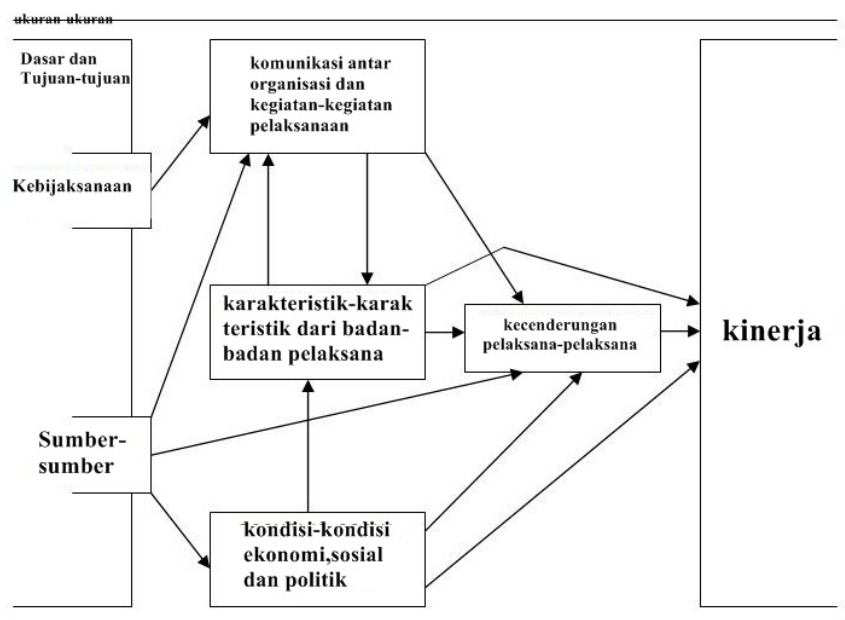 ukuran ukuran
Dasar dan
Tujuan-tujuan
Kebijaksanaan
Sumber-
sumber
komunikasi antar
organisasi dan
kegiatan-kegiatan
pelaksanaan
karakteristik-karak
teristik dari badan-
badan pelaksana
kondisi-kondisi
ekonomi,sosial
dan politik
kecenderungan
pelaksana-pelaksana
kinerja